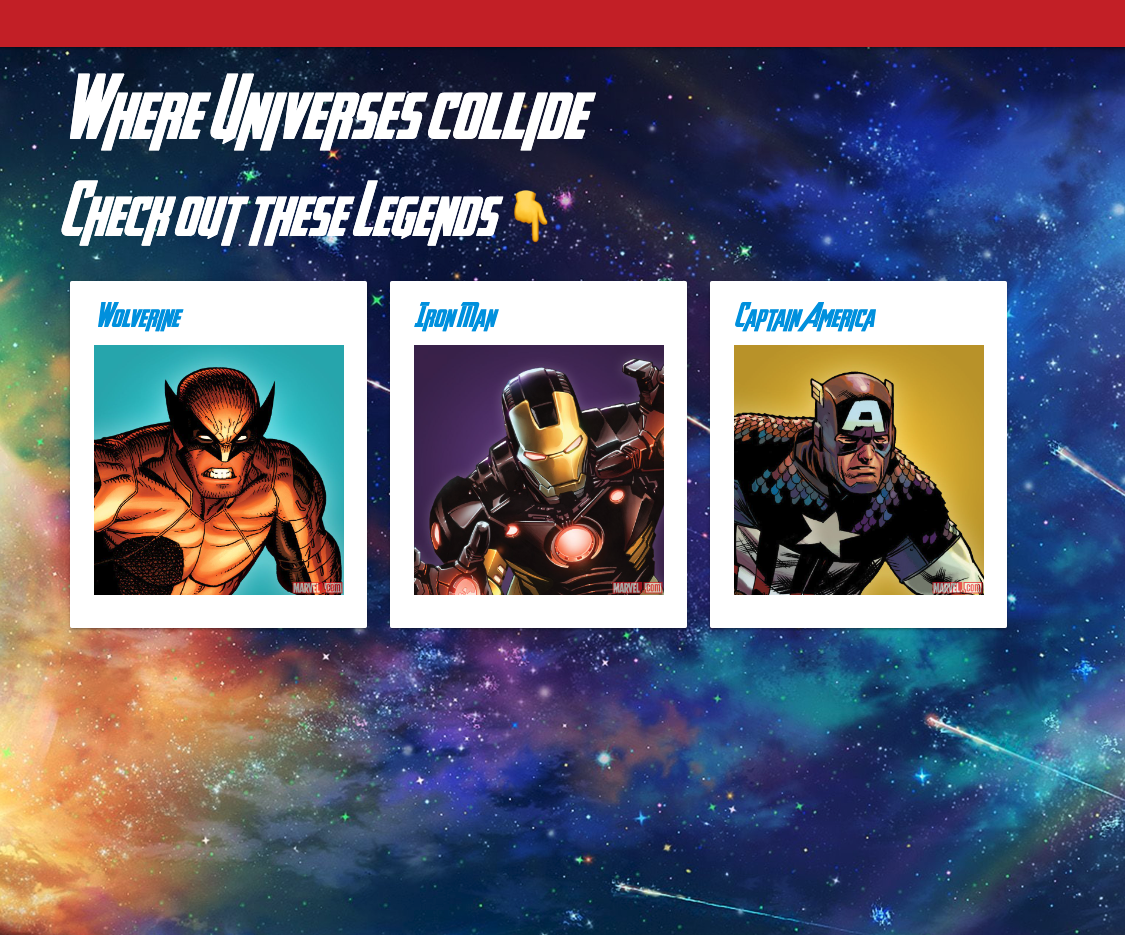 Where Universes collide
Check out these Legends 👇
Wolverine
Iron Man
Captain America
MARVEL.COM
MARVEL.COM
MARVEL.COM